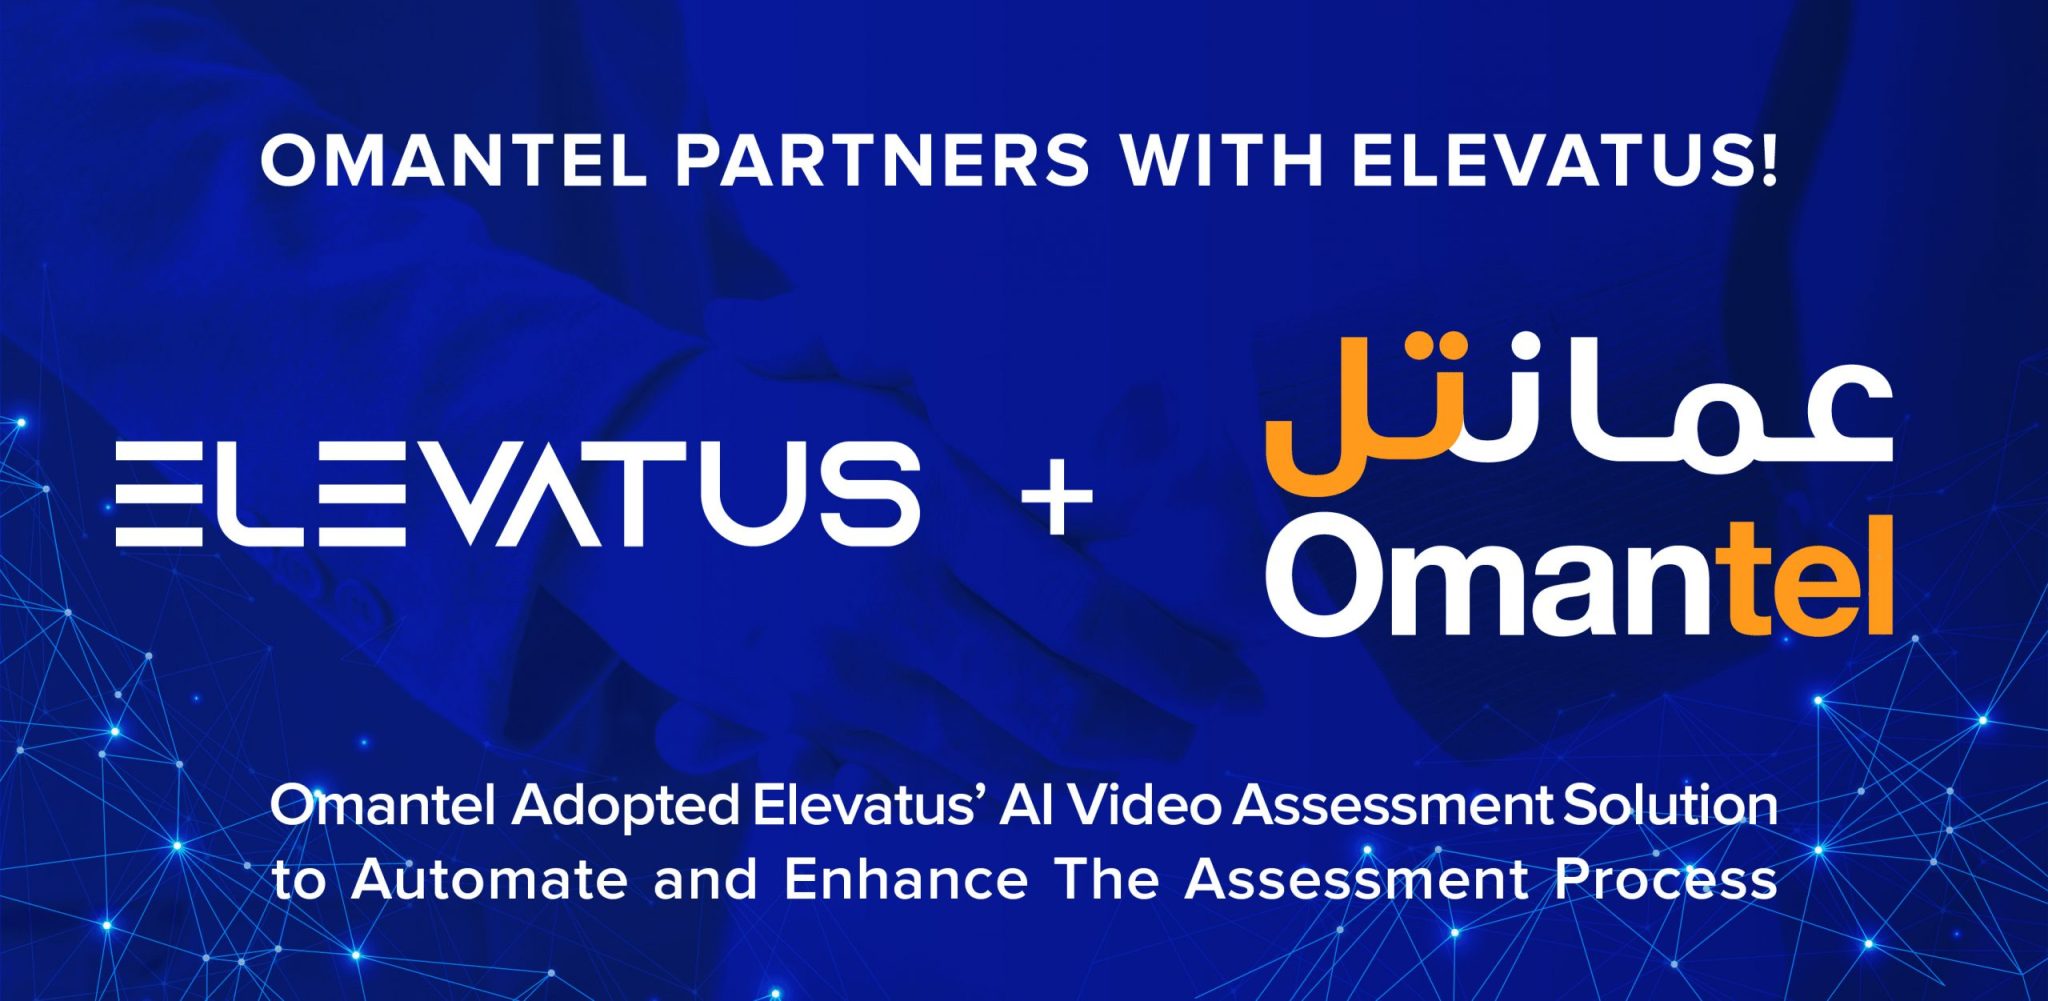 OMANTEL PARTNERS WITH ELEVATUS!
ELEVATUS + عمانتل
Omantel
Omantel Adopted Elevatus’ AI Video Assessment Solution
to Automate and Enhance The Assessment Process